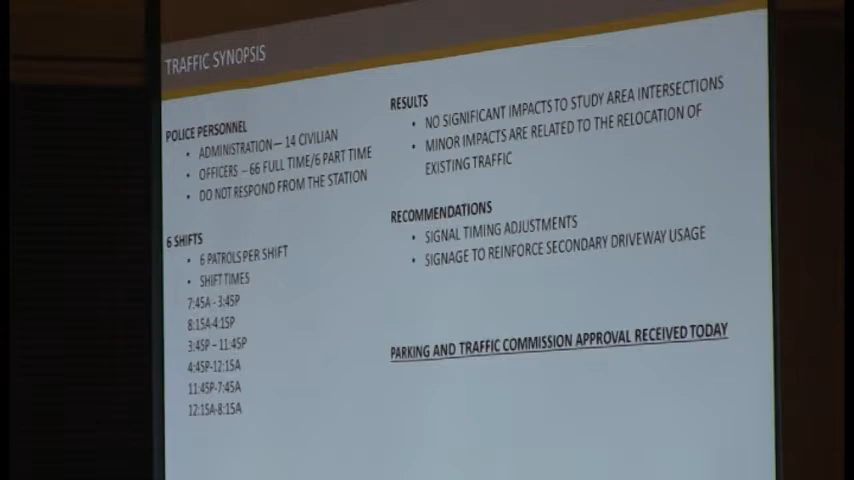 TRAFFIC SYNOPSIS
POLICE PERSONNEL
• ADMINISTRATION – 14 CIVILIAN
• OFFICERS – 66 FULL TIME/6 PART TIME
• DO NOT RESPOND FROM THE STATION
6 SHIFTS
• 6 PATROLS PER SHIFT
• SHIFT TIMES
7:45A - 3:45P
8:15A-4:15P
3:45P – 11:45P
4:45P-12:15A
11:45P-7:45A
12:15A-8:15A
RESULTS
• NO SIGNIFICANT IMPACTS TO STUDY AREA INTERSECTIONS
• MINOR IMPACTS ARE RELATED TO THE RELOCATION OF
EXISTING TRAFFIC
RECOMMENDATIONS
• SIGNAL TIMING ADJUSTMENTS
• SIGNAGE TO REINFORCE SECONDARY DRIVEWAY USAGE
PARKING AND TRAFFIC COMMISSION APPROVAL RECEIVED TODAY